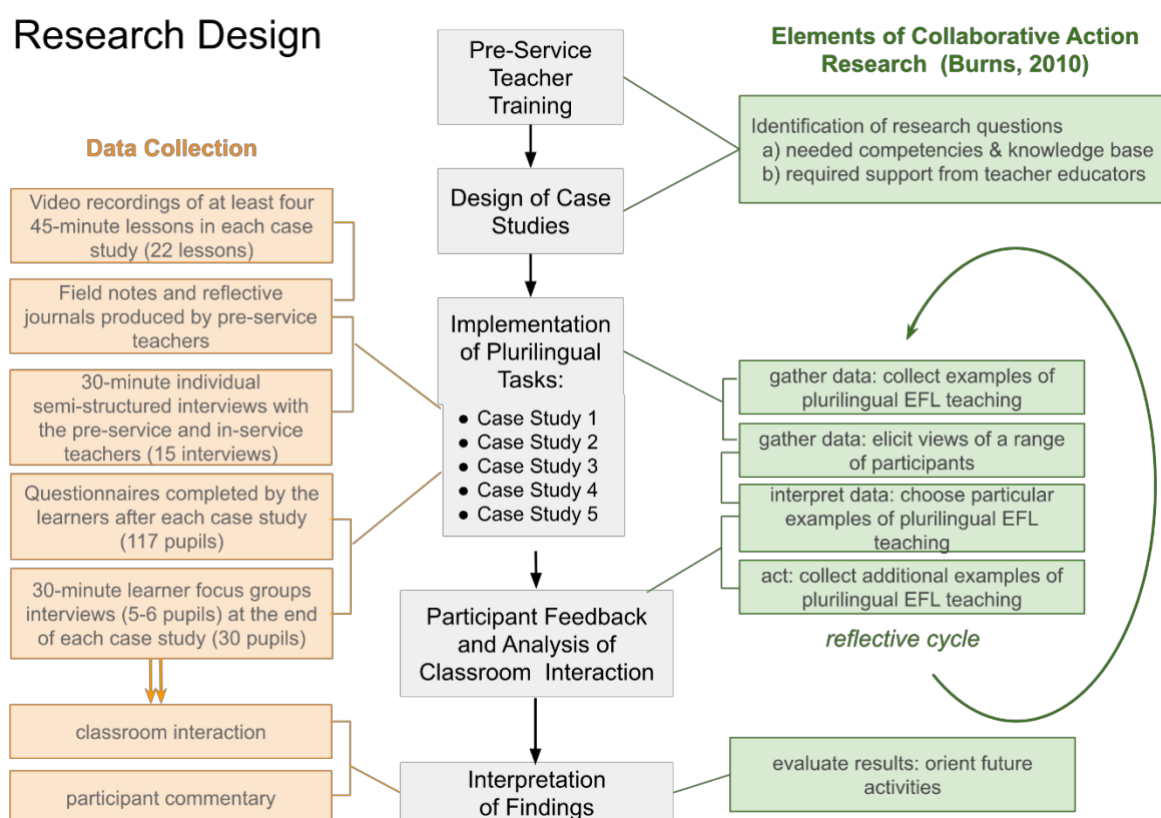 Research Design
Data Collection
Video recordings of at least four
45-minute lessons in each case
study (22 lessons)
Field notes and reflective
journals produced by pre-service
teachers
30-minute individual
semi-structured interviews with
the pre-service and in-service
teachers (15 interviews)
Questionnaires completed by the
learners after each case study
(117 pupils)
30-minute learner focus groups
interviews (5-6 pupils) at the end
of each case study (30 pupils)
classroom interaction
participant commentary
Pre-Service
Teacher
Training
Design of Case
Studies
Implementation
of Plurilingual
Tasks:
● Case Study 1
● Case Study 2
● Case Study 3
● Case Study 4
● Case Study 5
Participant Feedback
and Analysis of
Classroom Interaction
Interpretation
of Findings
Elements of Collaborative Action
Research (Burns, 2010)
Identification of research questions
a) needed competencies & knowledge base
b) required support from teacher educators
gather data: collect examples of
plurilingual EFL teaching
gather data: elicit views of a range
of participants
interpret data: choose particular
examples of plurilingual EFL
teaching
act: collect additional examples of
plurilingual EFL teaching
reflective cycle
evaluate results: orient future
activities